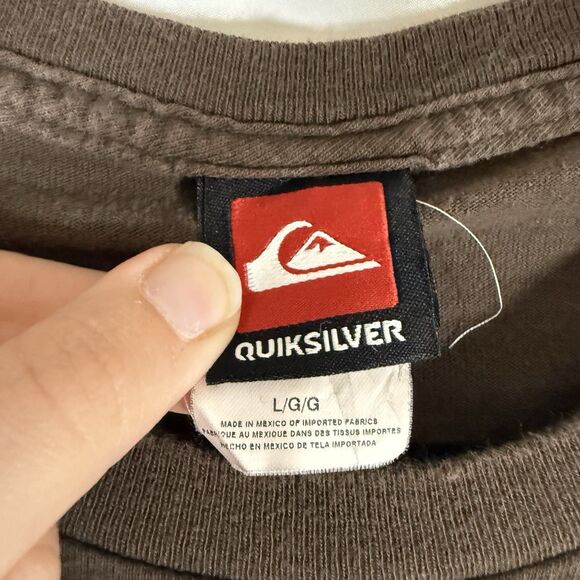 QUIKSILVER
L/G/G
MADE IN MEXICO OF IMPORTED FABRICS
FABRIQUE AU MEXIQUE DANS DES TISSUS IMPORTES
HECHO EN MEXICO DE TELA IMPORTADA